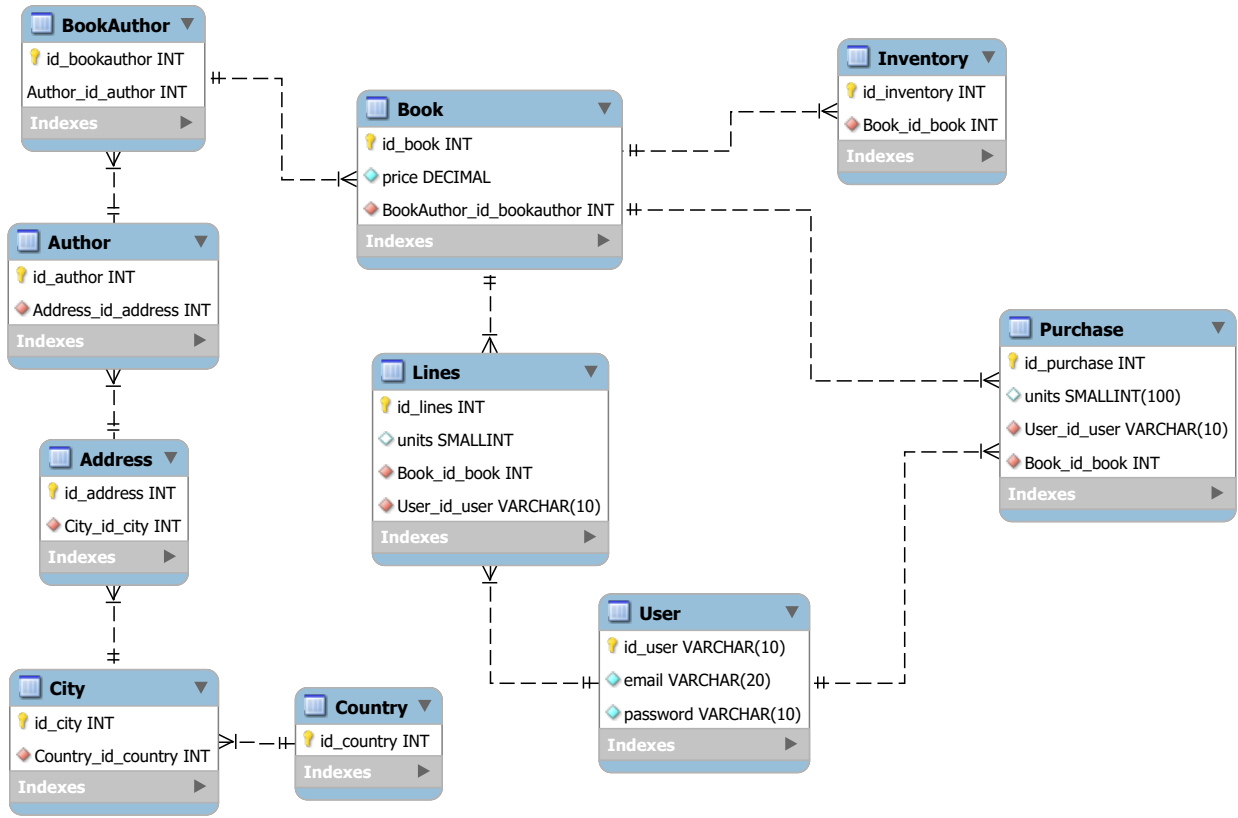 BookAuthor
id_bookauthor INT
Author_id_author INT
Indexes
Author
id_author INT
Address_id_address INT
Indexes
Address
id_address INT
City_id_city INT
Indexes
City
id_city INT
Country_id_country INT
Indexes
Country
id_country INT
Indexes
Book
id_book INT
price DECIMAL
BookAuthor_id_bookauthor INT
Indexes
Lines
id_lines INT
units SMALLINT
Book_id_book INT
User_id_user VARCHAR(10)
Indexes
User
id_user VARCHAR(10)
email VARCHAR(20)
password VARCHAR(10)
Indexes
Inventory
id_inventory INT
Book_id_book INT
Indexes
Purchase
id_purchase INT
units SMALLINT(100)
User_id_user VARCHAR(10)
Book_id_book INT
Indexes